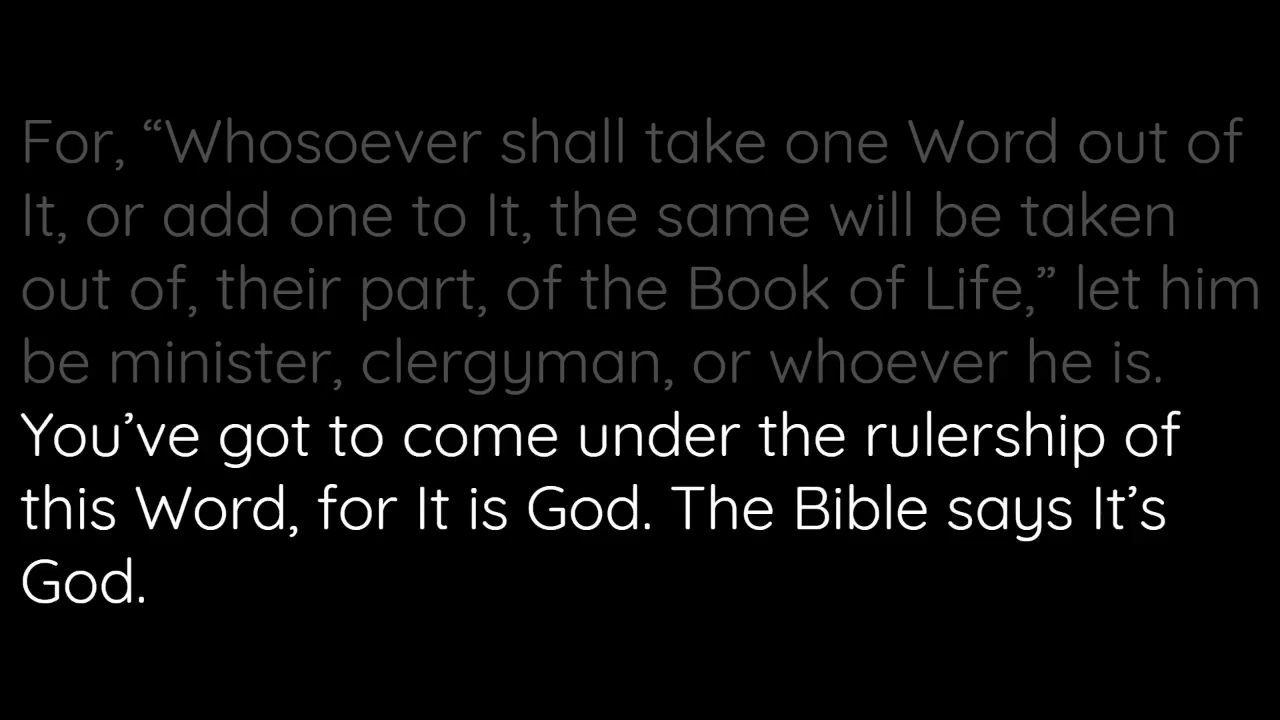 For, “Whosoever shall take one Word out of
It, or add one to It, the same will be taken
out of, their part, of the Book of Life,” let him
be minister, clergyman, or whoever he is.
You’ve got to come under the rulership of
this Word, for It is God. The Bible says It’s
God.